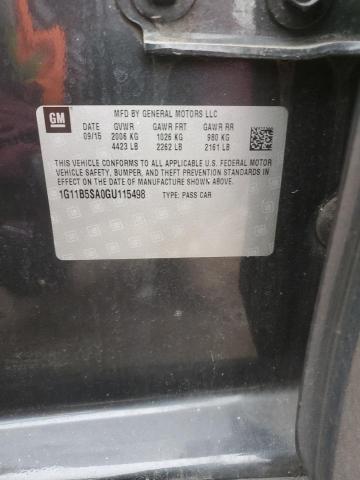 GM
MFD BY GENERAL MOTORS LLC
DATE GVWR GAWR FRT GAWR RR
09/15 2006 KG 1026 KG 980 KG
4423 LB 2262 LB 2161 LB
THIS VEHICLE CONFORMS TO ALL APPLICABLE U.S. FEDERAL MOTOR
VEHICLE SAFETY, BUMPER, AND THEFT PREVENTION STANDARDS IN
EFFECT ON THE DATE OF MANUFACTURE SHOWN ABOVE.
1G11B5SA0GU115498 TYPE: PASS CAR